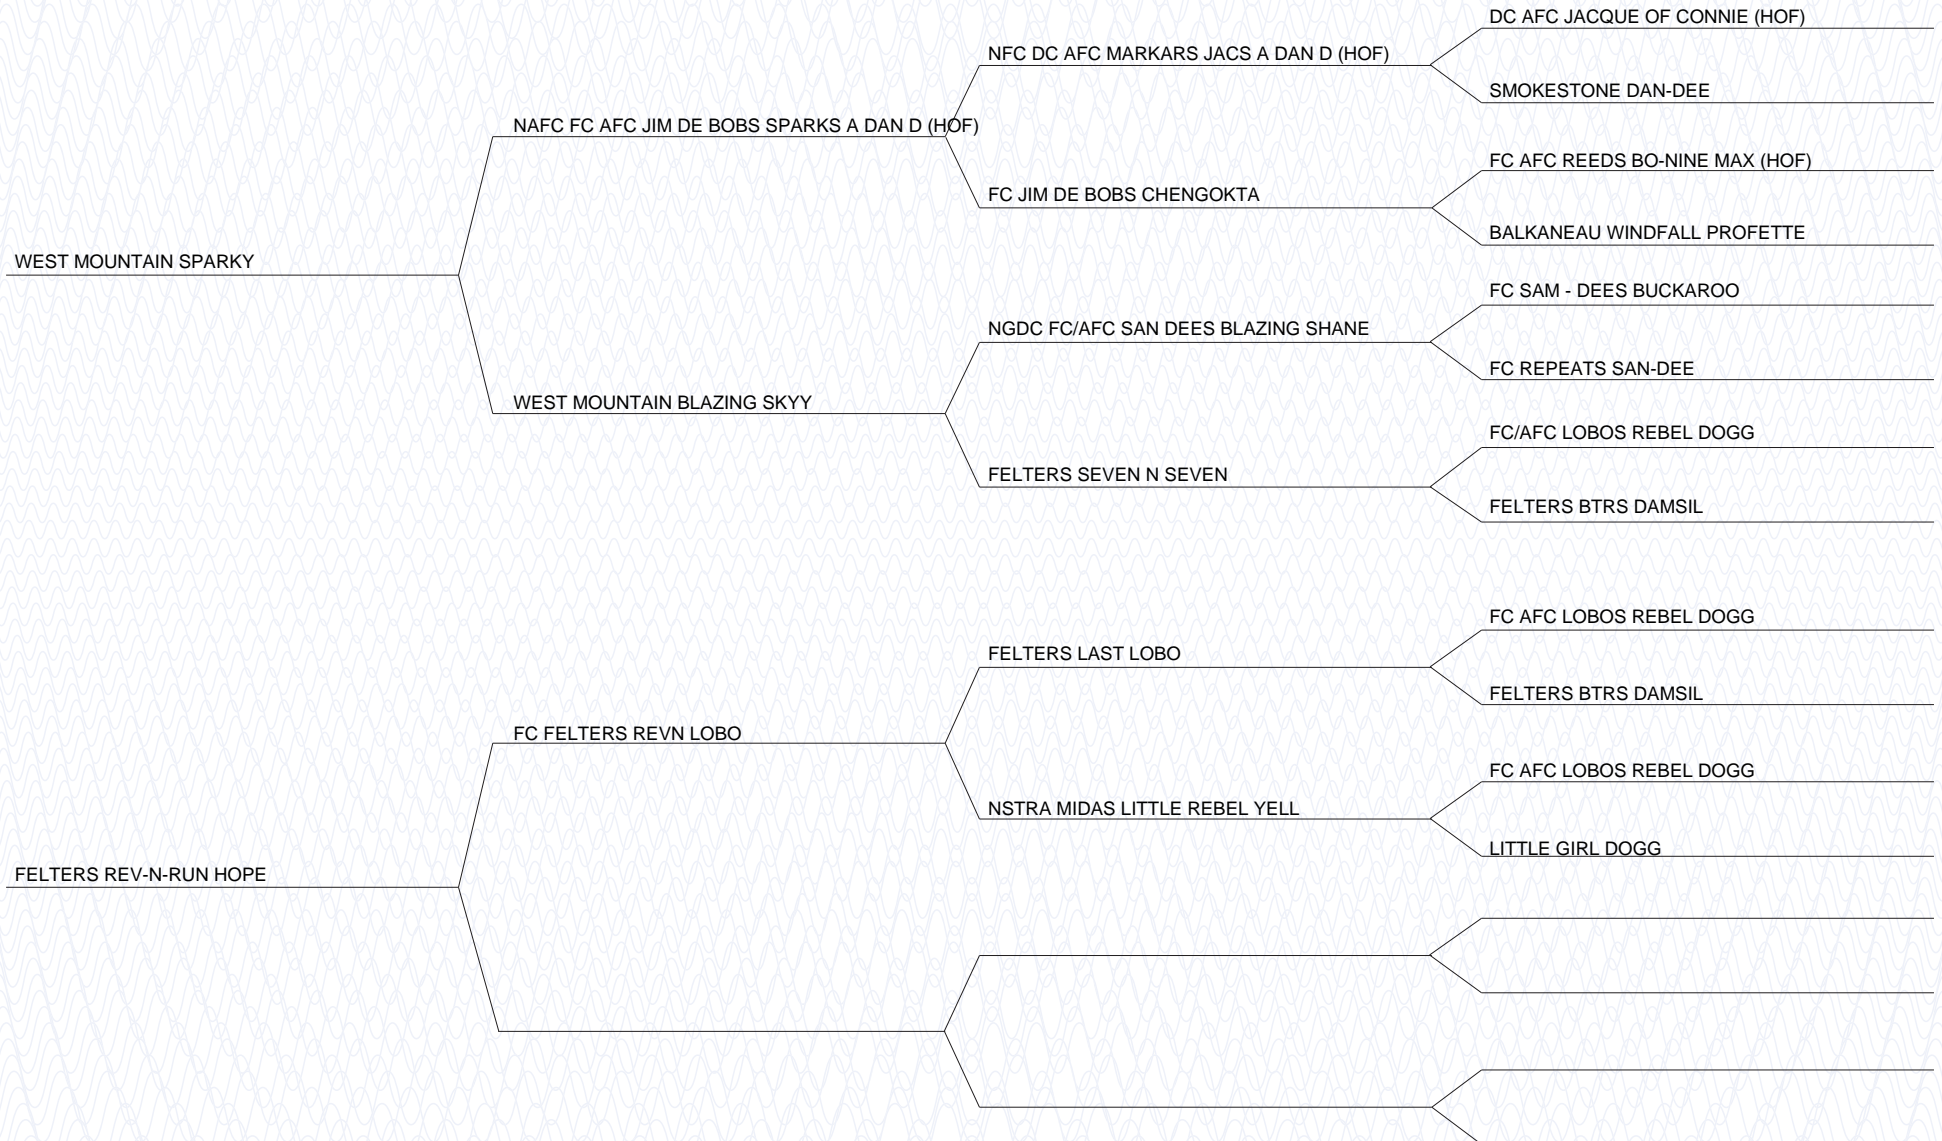 DC AFC JACQUE OF CONNIE (HOF)
NFC DC AFC MARKARS JACS A DAN D (HOF)
SMOKESTONE DAN-DEE
NAFC FC AFC JIM DE BOBS SPARKS A DAN D (HOF)
FC AFC REEDS BO-NINE MAX (HOF)
FC JIM DE BOBS CHENGOKTA
BALKANEAU WINDFALL PROFETTE
WEST MOUNTAIN SPARKY
FC SAM - DEES BUCKAROO
NGDC FC/AFC SAN DEES BLAZING SHANE
FC REPEATS SAN-DEE
WEST MOUNTAIN BLAZING SKYY
FC/AFC LOBOS REBEL DOGG
FELTERS SEVEN N SEVEN
FELTERS BTRS DAMSIL
FC AFC LOBOS REBEL DOGG
FELTERS LAST LOBO
FELTERS BTRS DAMSIL
FC FELTERS REVN LOBO
FC AFC LOBOS REBEL DOGG
NSTRA MIDAS LITTLE REBEL YELL
LITTLE GIRL DOGG
FELTERS REV-N-RUN HOPE